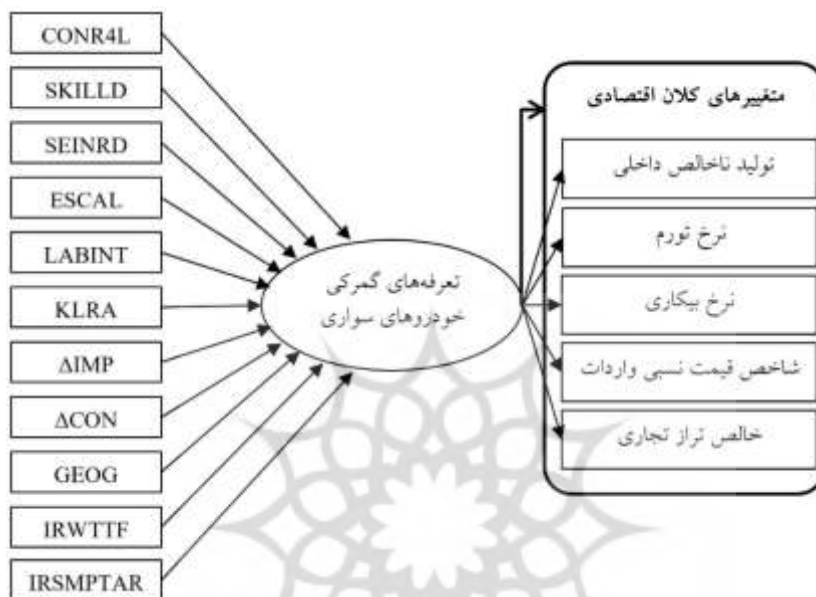 CONR4L
SKILLD
SEINRD
ESCAL
LABINT
KLRA
ΔIMP
ΔCON
GEOG
IRWTTF
IRSMPTAR
تعرفه‌های گمرکی
خودروهای سواری
متغییرهای کلان اقتصادی
تولید ناخالص داخلی
نرخ تورم
نرخ بیکاری
شاخص قیمت نسبی واردات
خالص تراز تجاری